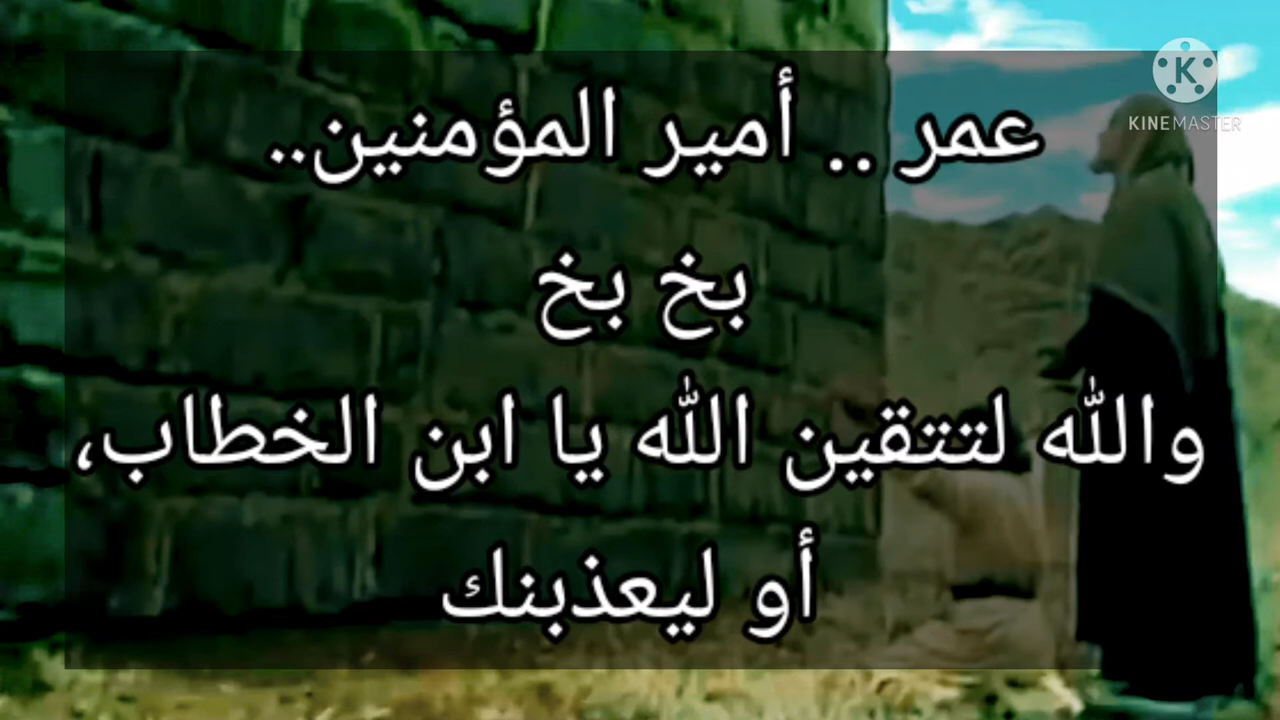 عمر .. أمير المؤمنين..
بخ بخ
والله لتتقين الله يا ابن الخطاب،
أو ليعذبنك
K
KINEMASTER